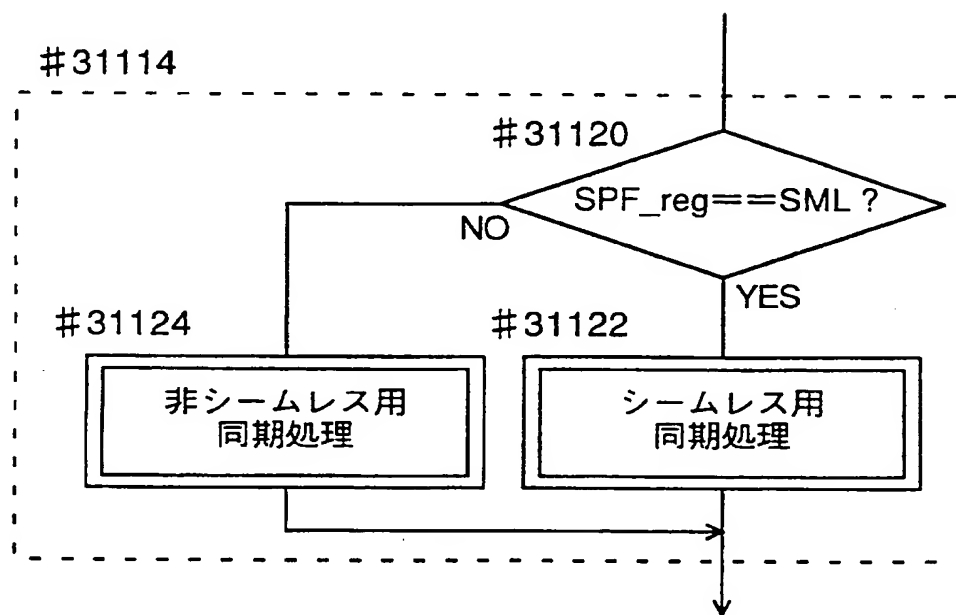 #31114
#31120
SPF_reg==SML?
NO
YES
#31124
#31122
非シームレス用
同期処理
シームレス用
同期処理